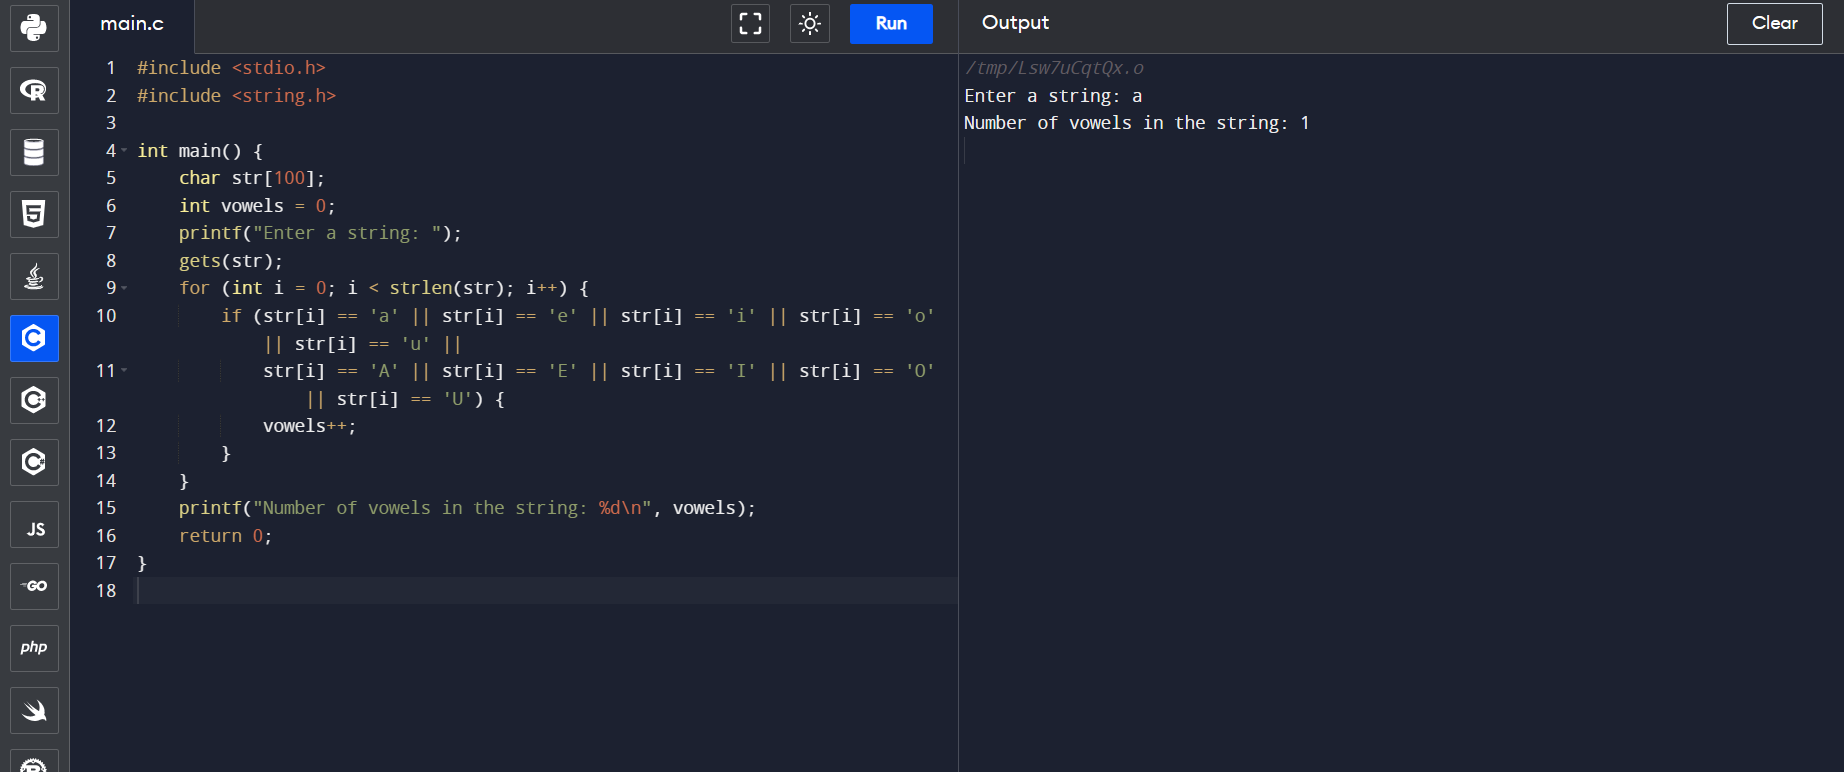 main.c
Run
Output
Clear
1 #include <stdio.h>
2 #include <string.h>
3
4 int main() {
5 char str[100];
6 int vowels = 0;
7 printf("Enter a string: ");
8 gets(str);
9 for (int i = 0; i < strlen(str); i++) {
10 if (str[i] == 'a' || str[i] == 'e' || str[i] == 'i' || str[i] == 'o'
|| str[i] == 'u' ||
11 str[i] == 'A' || str[i] == 'E' || str[i] == 'I' || str[i] == 'O'
|| str[i] == 'U') {
12 vowels++;
13 }
14 }
15 printf("Number of vowels in the string: %d\n", vowels);
16 return 0;
17 }
18
/tmp/Lsw7uCqtQx.o
Enter a string: a
Number of vowels in the string: 1
R
5
C
C++
C#
JS
GO
php
R